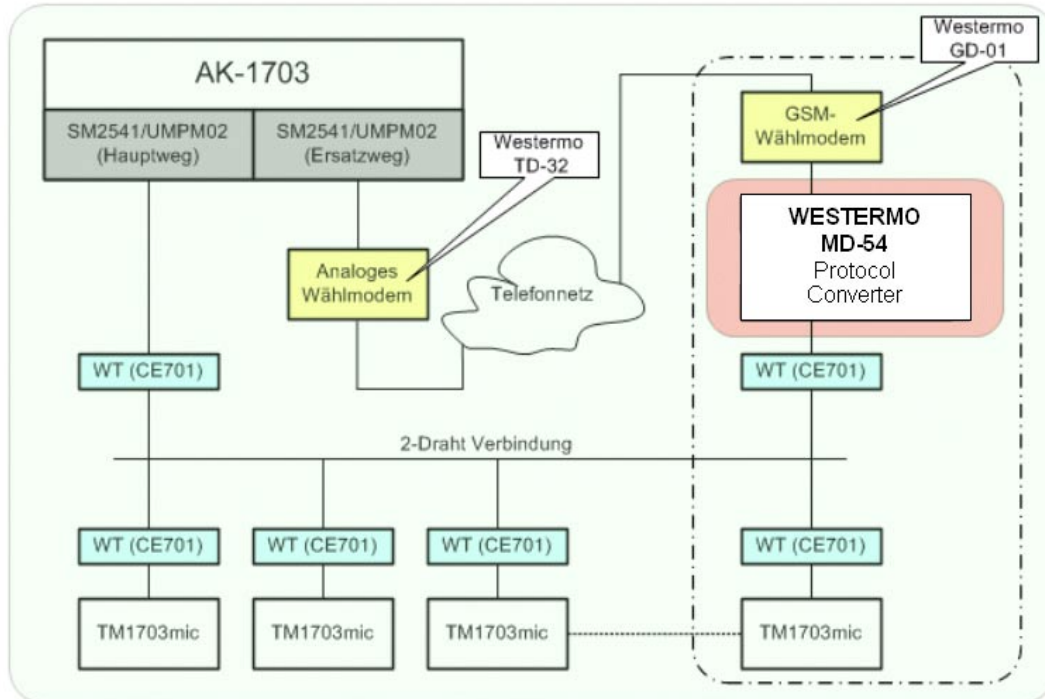 Westermo
GD-01
AK-1703
SM2541/UMPM02
(Hauptweg)
SM2541/UMPM02
(Ersatzweg)
Westermo
TD-32
GSM-
Wählmodem
WESTERMO
MD-54
Protocol
Converter
Analoges
Wählmodem
Telefonnetz
WT (CE701)
WT (CE701)
2-Draht Verbindung
WT (CE701)
WT (CE701)
WT (CE701)
WT (CE701)
TM1703mic
TM1703mic
TM1703mic
TM1703mic